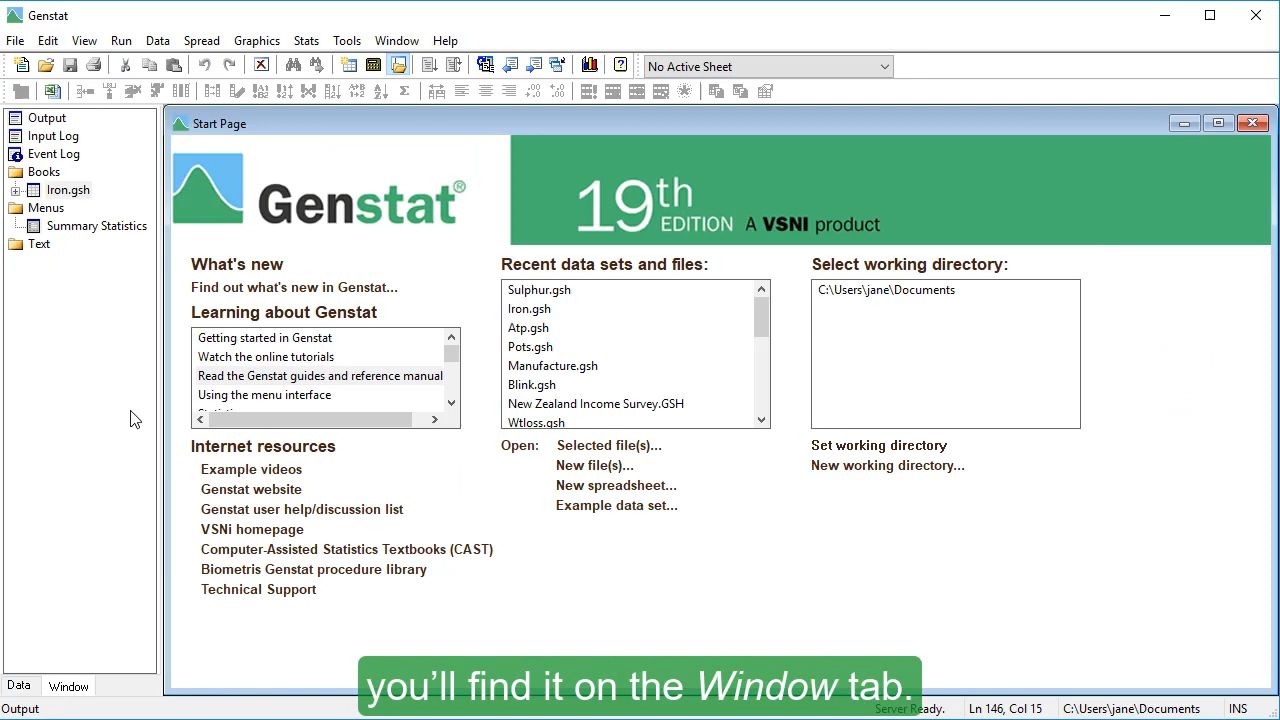 Genstat
File Edit View Run Data Spread Graphics Stats Tools Window Help
No Active Sheet
Output
Input Log
Event Log
Books
Iron.gsh
Menus
Summary Statistics
Text
Start Page
Genstat®
19th EDITION A VSNI product
What's new
Find out what's new in Genstat...
Learning about Genstat
Getting started in Genstat
Watch the online tutorials
Read the Genstat guides and reference manual
Using the menu interface
Internet resources
Example videos
Genstat website
Genstat user help/discussion list
VSNi homepage
Computer-Assisted Statistics Textbooks (CAST)
Biometris Genstat procedure library
Technical Support
Recent data sets and files:
Sulphur.gsh
Iron.gsh
Atp.gsh
Pots.gsh
Manufacture.gsh
Blink.gsh
New Zealand Income Survey.GSH
Wtloss.gsh
Open: Selected file(s)...
New file(s)...
New spreadsheet...
Example data set...
Select working directory:
C:\Users\jane\Documents
Set working directory
New working directory...
you'll find it on the Window tab.
Data Window
Output Server Ready. Ln 146, Col 15 C:\Users\jane\Documents INS